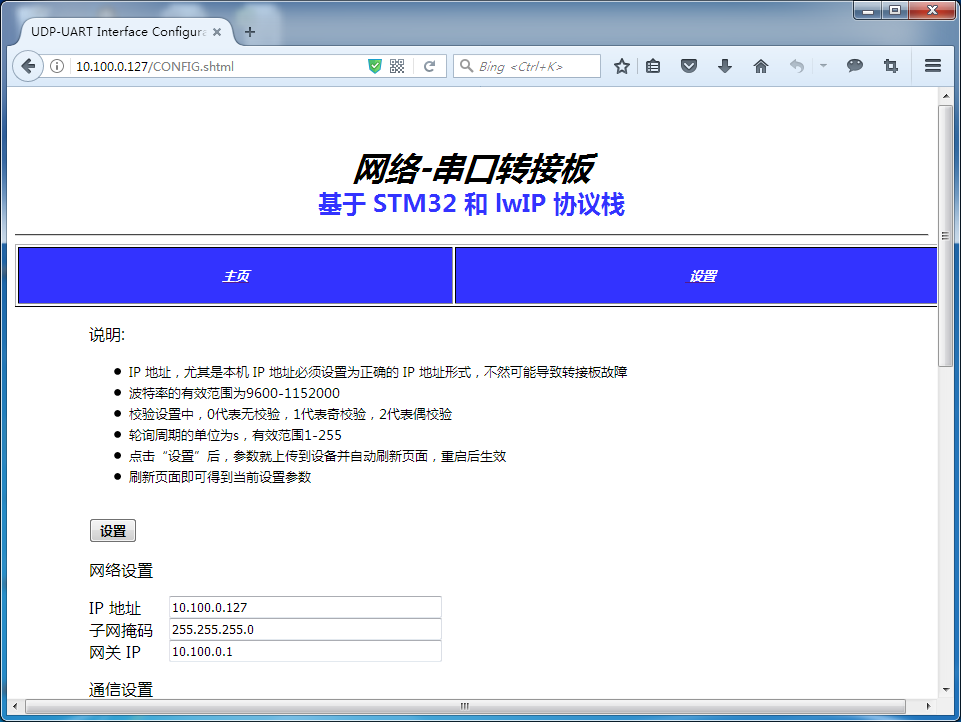 UDP-UART Interface Configura
10.100.0.127/CONFIG.shtml
Bing <Ctrl+K>
网络-串口转接板
基于 STM32 和 lwIP 协议栈
主页
设置
说明:
IP 地址，尤其是本机 IP 地址必须设置为正确的 IP 地址形式，不然可能导致转接板故障
波特率的有效范围为9600-1152000
校验设置中，0代表无校验，1代表奇校验，2代表偶校验
轮询周期的单位为s，有效范围1-255
点击“设置”后，参数就上传到设备并自动刷新页面，重启后生效
刷新页面即可得到当前设置参数
设置
网络设置
IP 地址 10.100.0.127
子网掩码 255.255.255.0
网关 IP 10.100.0.1
通信设置